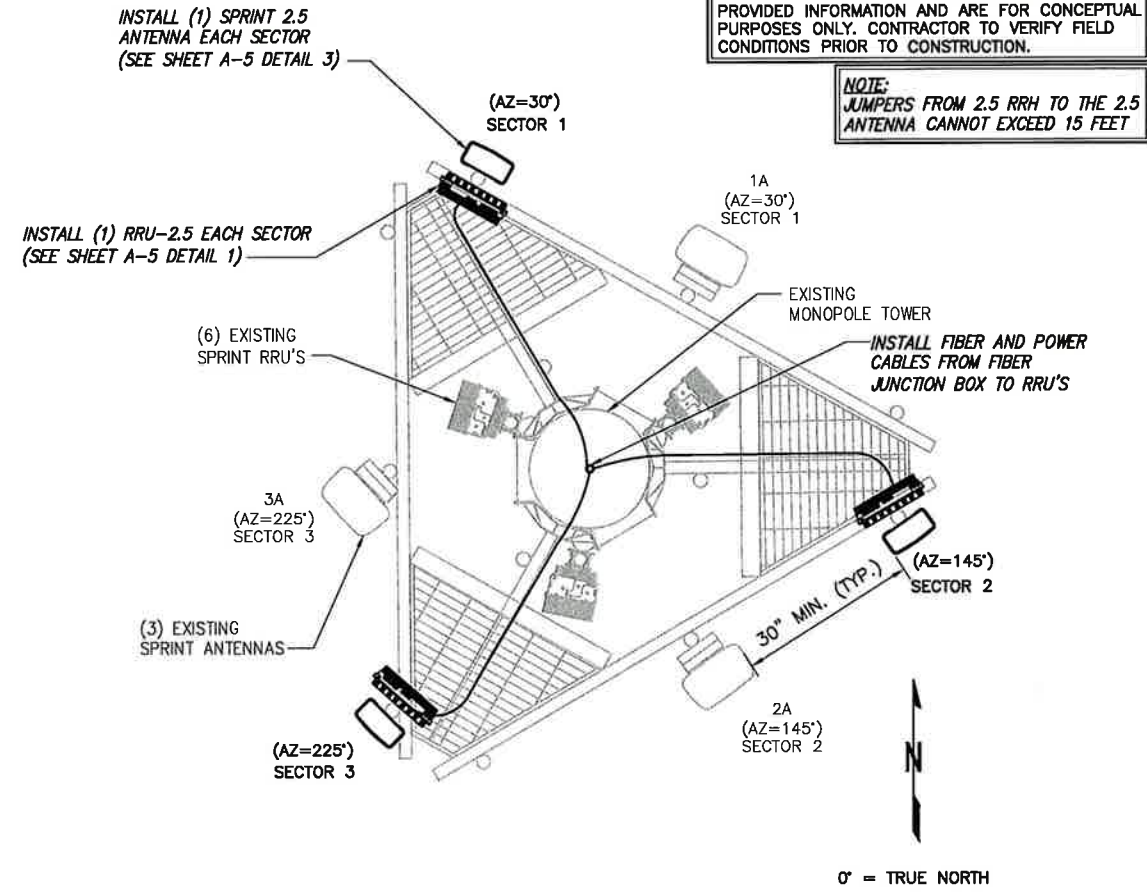 INSTALL (1) SPRINT 2.5
ANTENNA EACH SECTOR
(SEE SHEET A-5 DETAIL 3)
PROVIDED INFORMATION AND ARE FOR CONCEPTUAL
PURPOSES ONLY. CONTRACTOR TO VERIFY FIELD
CONDITIONS PRIOR TO CONSTRUCTION.
NOTE:
JUMPERS FROM 2.5 RRH TO THE 2.5
ANTENNA CANNOT EXCEED 15 FEET
(AZ=30°)
SECTOR 1
1A
(AZ=30°)
SECTOR 1
INSTALL (1) RRU-2.5 EACH SECTOR
(SEE SHEET A-5 DETAIL 1)
EXISTING
MONOPOLE TOWER
(6) EXISTING
SPRINT RRU'S
INSTALL FIBER AND POWER
CABLES FROM FIBER
JUNCTION BOX TO RRU'S
3A
(AZ=225°)
SECTOR 3
(AZ=145°)
SECTOR 2
30" MIN. (TYP.)
(3) EXISTING
SPRINT ANTENNAS
2A
(AZ=145°)
SECTOR 2
(AZ=225°)
SECTOR 3
N
0° = TRUE NORTH